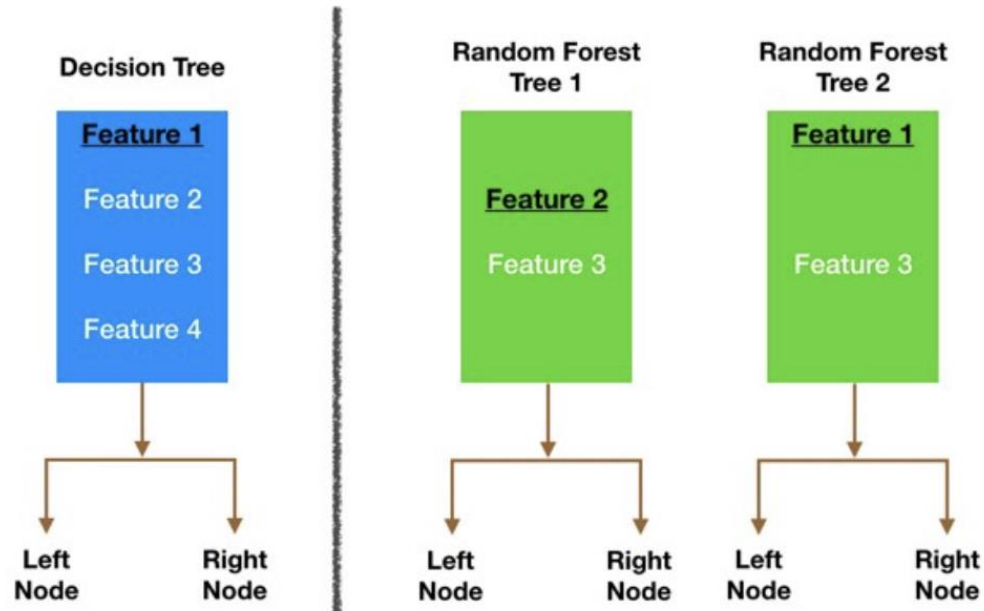 Decision Tree
Feature 1
Feature 2
Feature 3
Feature 4
Left
Node
Right
Node
Random Forest
Tree 1
Feature 2
Feature 3
Left
Node
Right
Node
Random Forest
Tree 2
Feature 1
Feature 3
Left
Node
Right
Node